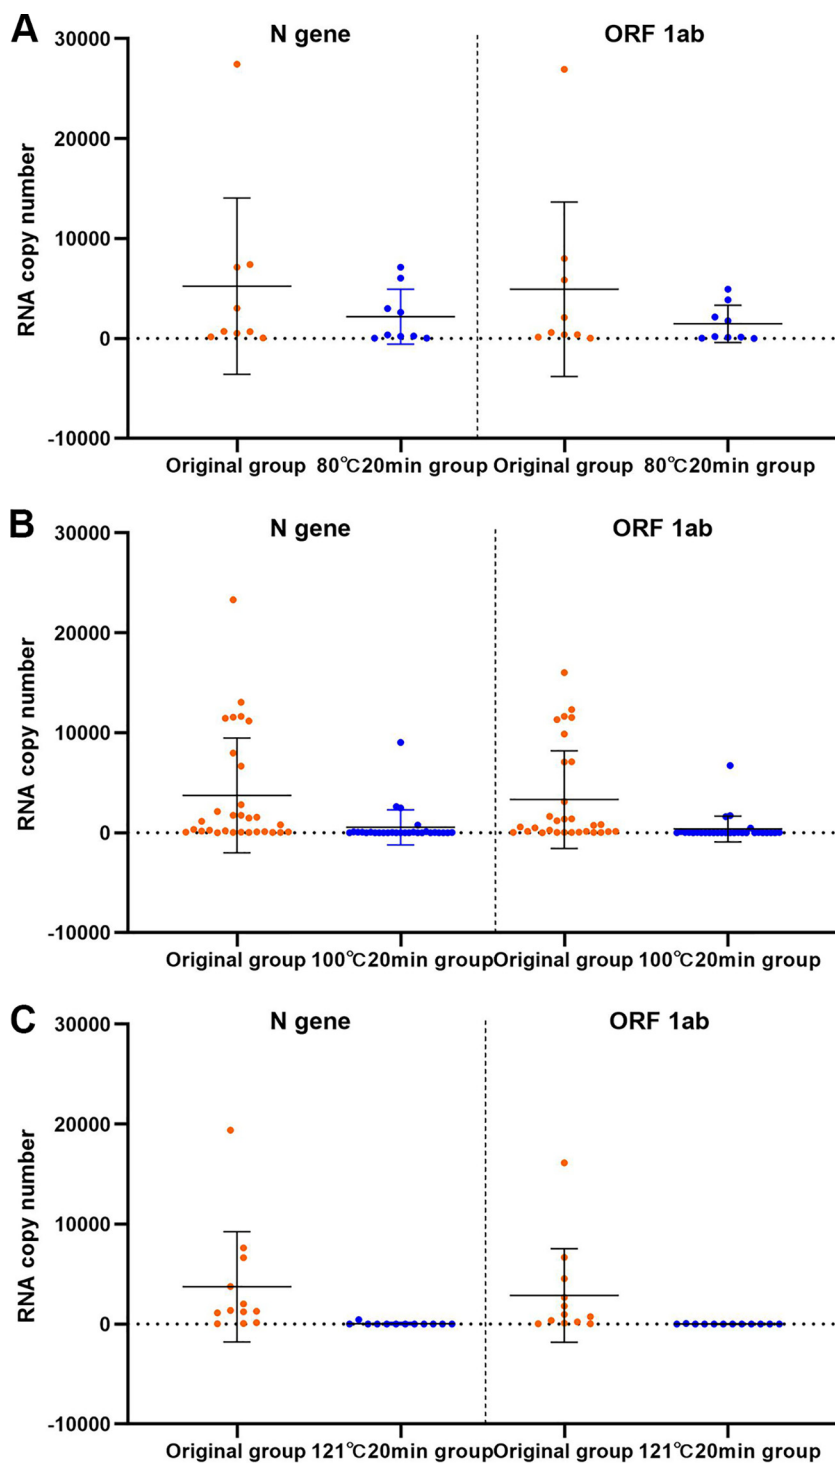 A
N gene
ORF 1ab
30000
20000
10000
0
-10000
RNA copy number
Original group
80℃20min group
Original group
80℃20min group
B
N gene
ORF 1ab
30000
20000
10000
0
-10000
RNA copy number
Original group
100℃20min group
Original group
100℃20min group
C
N gene
ORF 1ab
30000
20000
10000
0
-10000
RNA copy number
Original group
121℃20min group
Original group
121℃20min group